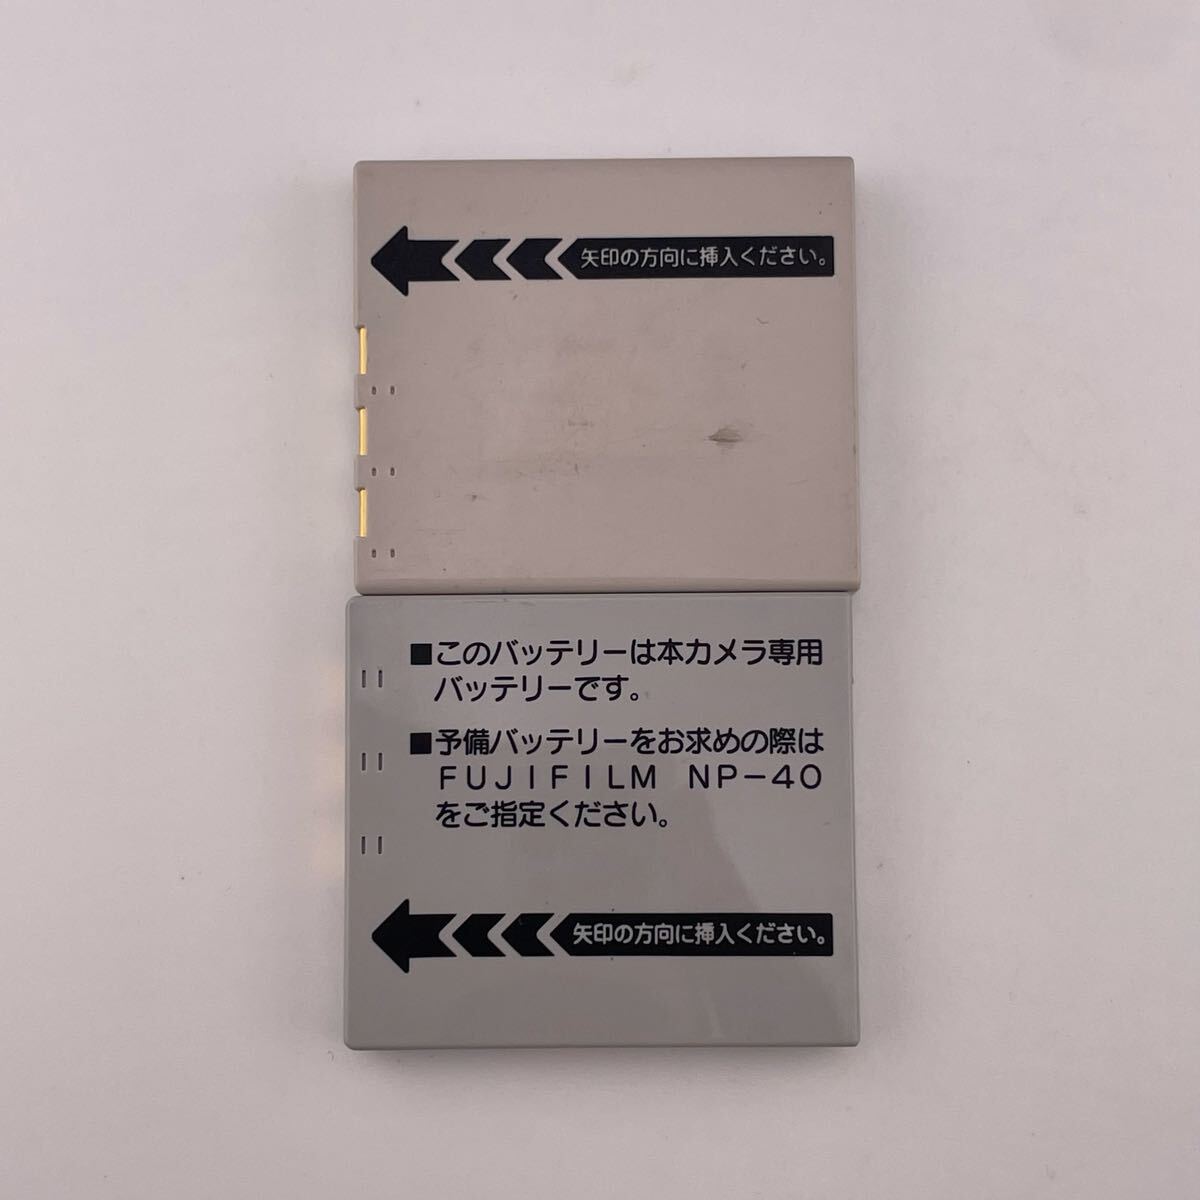 矢印の方向に挿入ください。
■このバッテリーは本カメラ専用
バッテリーです。
■予備バッテリーをお求めの際は
FUJIFILM NP-40
をご指定ください。
矢印の方向に挿入ください。